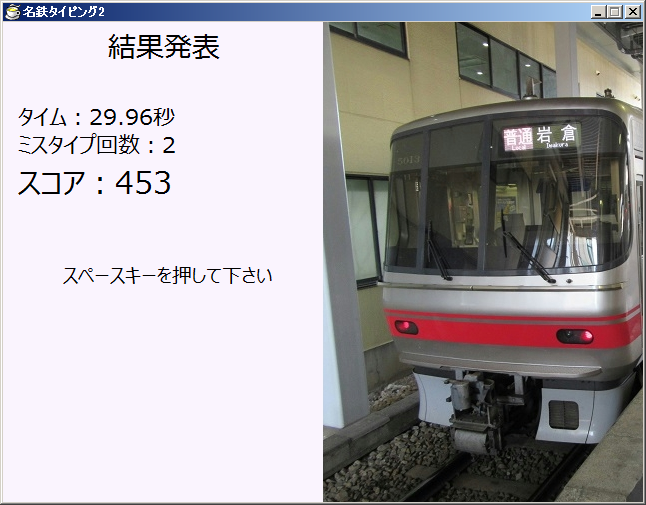 名鉄タイピング2
結果発表
タイム：29.96秒
ミスタイプ回数：2
スコア：453
スペースキーを押して下さい
普通 岩倉
Local Iwakura